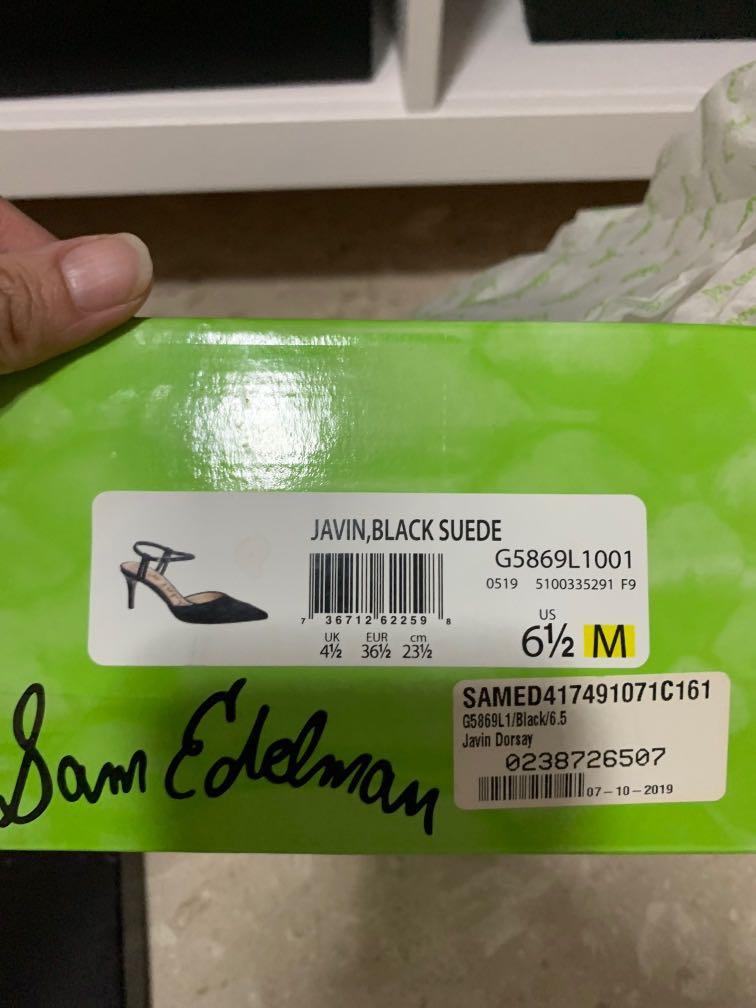 JAVIN,BLACK SUEDE
G5869L1001
0519 5100335291 F9
7 36712 62259 8
US
6½ M
UK EUR cm
4½ 36½ 23½
Sam Edelman
SAMED417491071C161
G5869L1/Black/6.5
Javin Dorsay
0238726507
07-10-2019